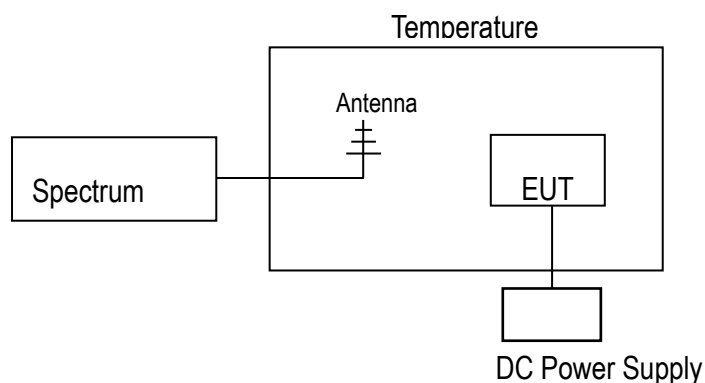 Temperature
Antenna
Spectrum
EUT
DC Power Supply